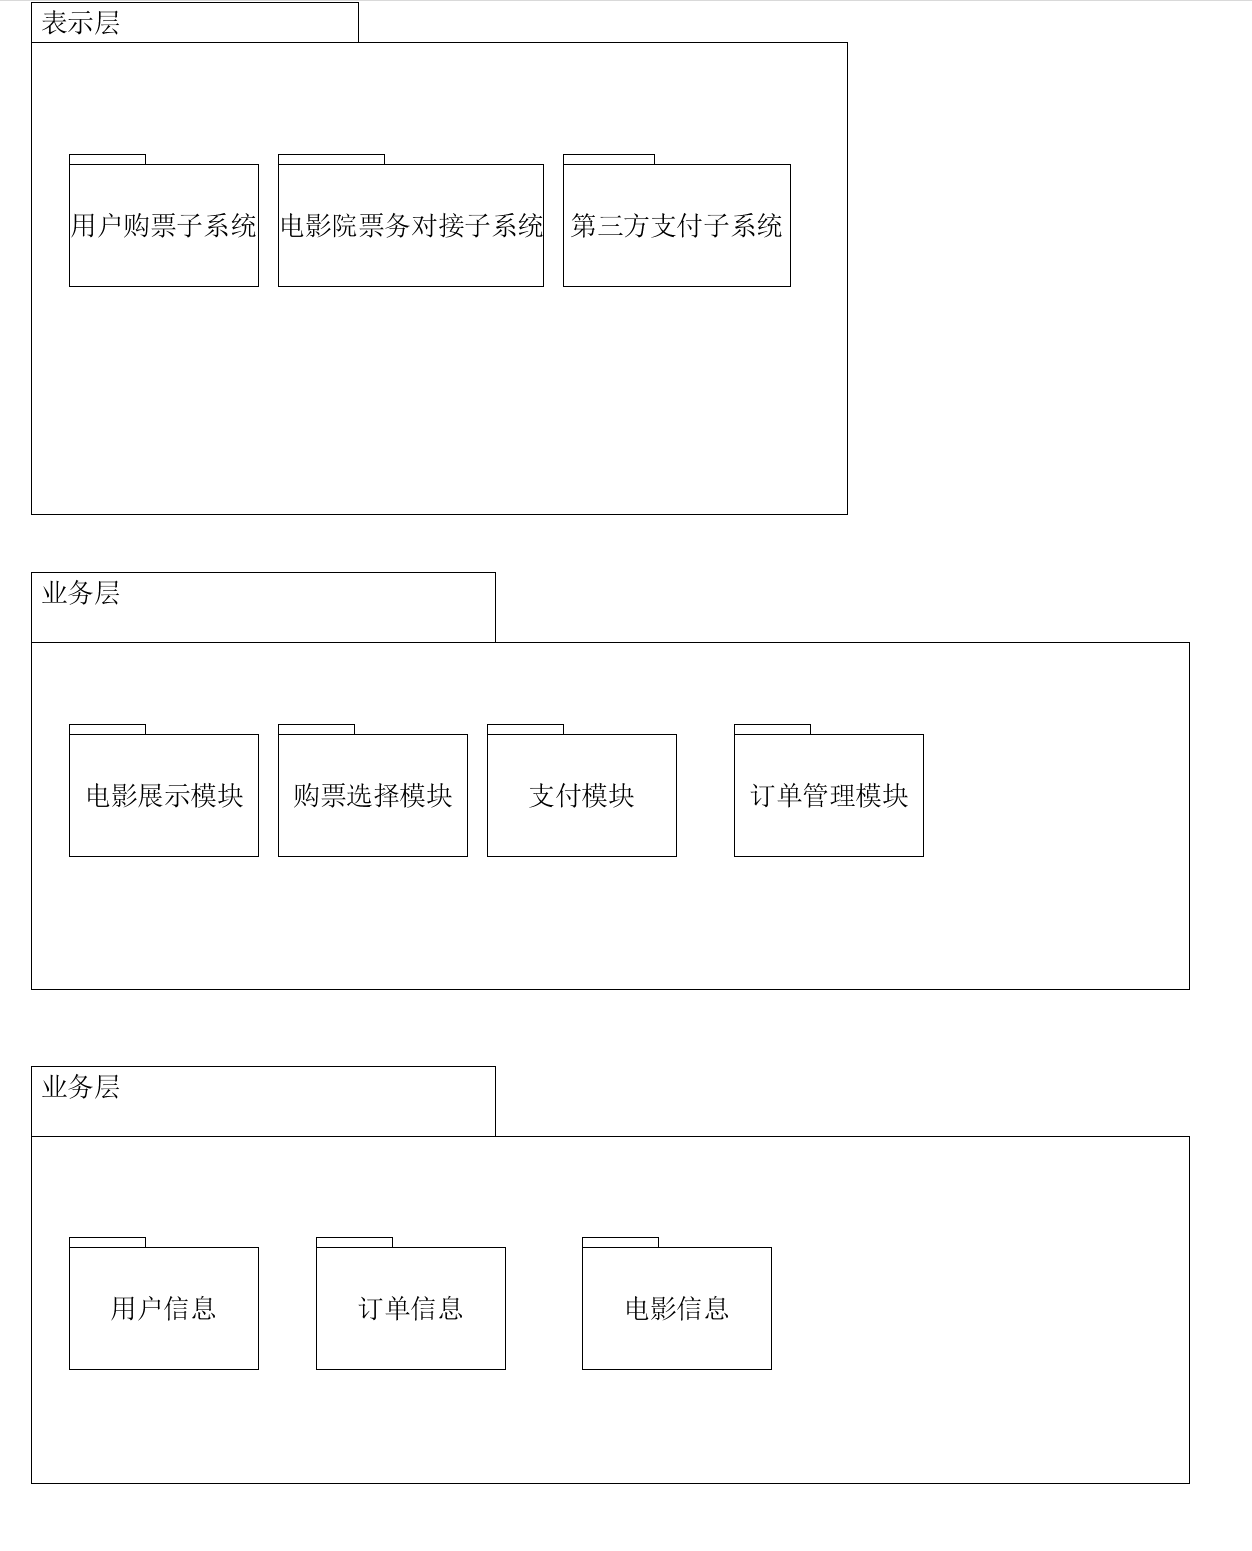 表示层
用户购票子系统
电影院票务对接子系统
第三方支付子系统
业务层
电影展示模块
购票选择模块
支付模块
订单管理模块
业务层
用户信息
订单信息
电影信息